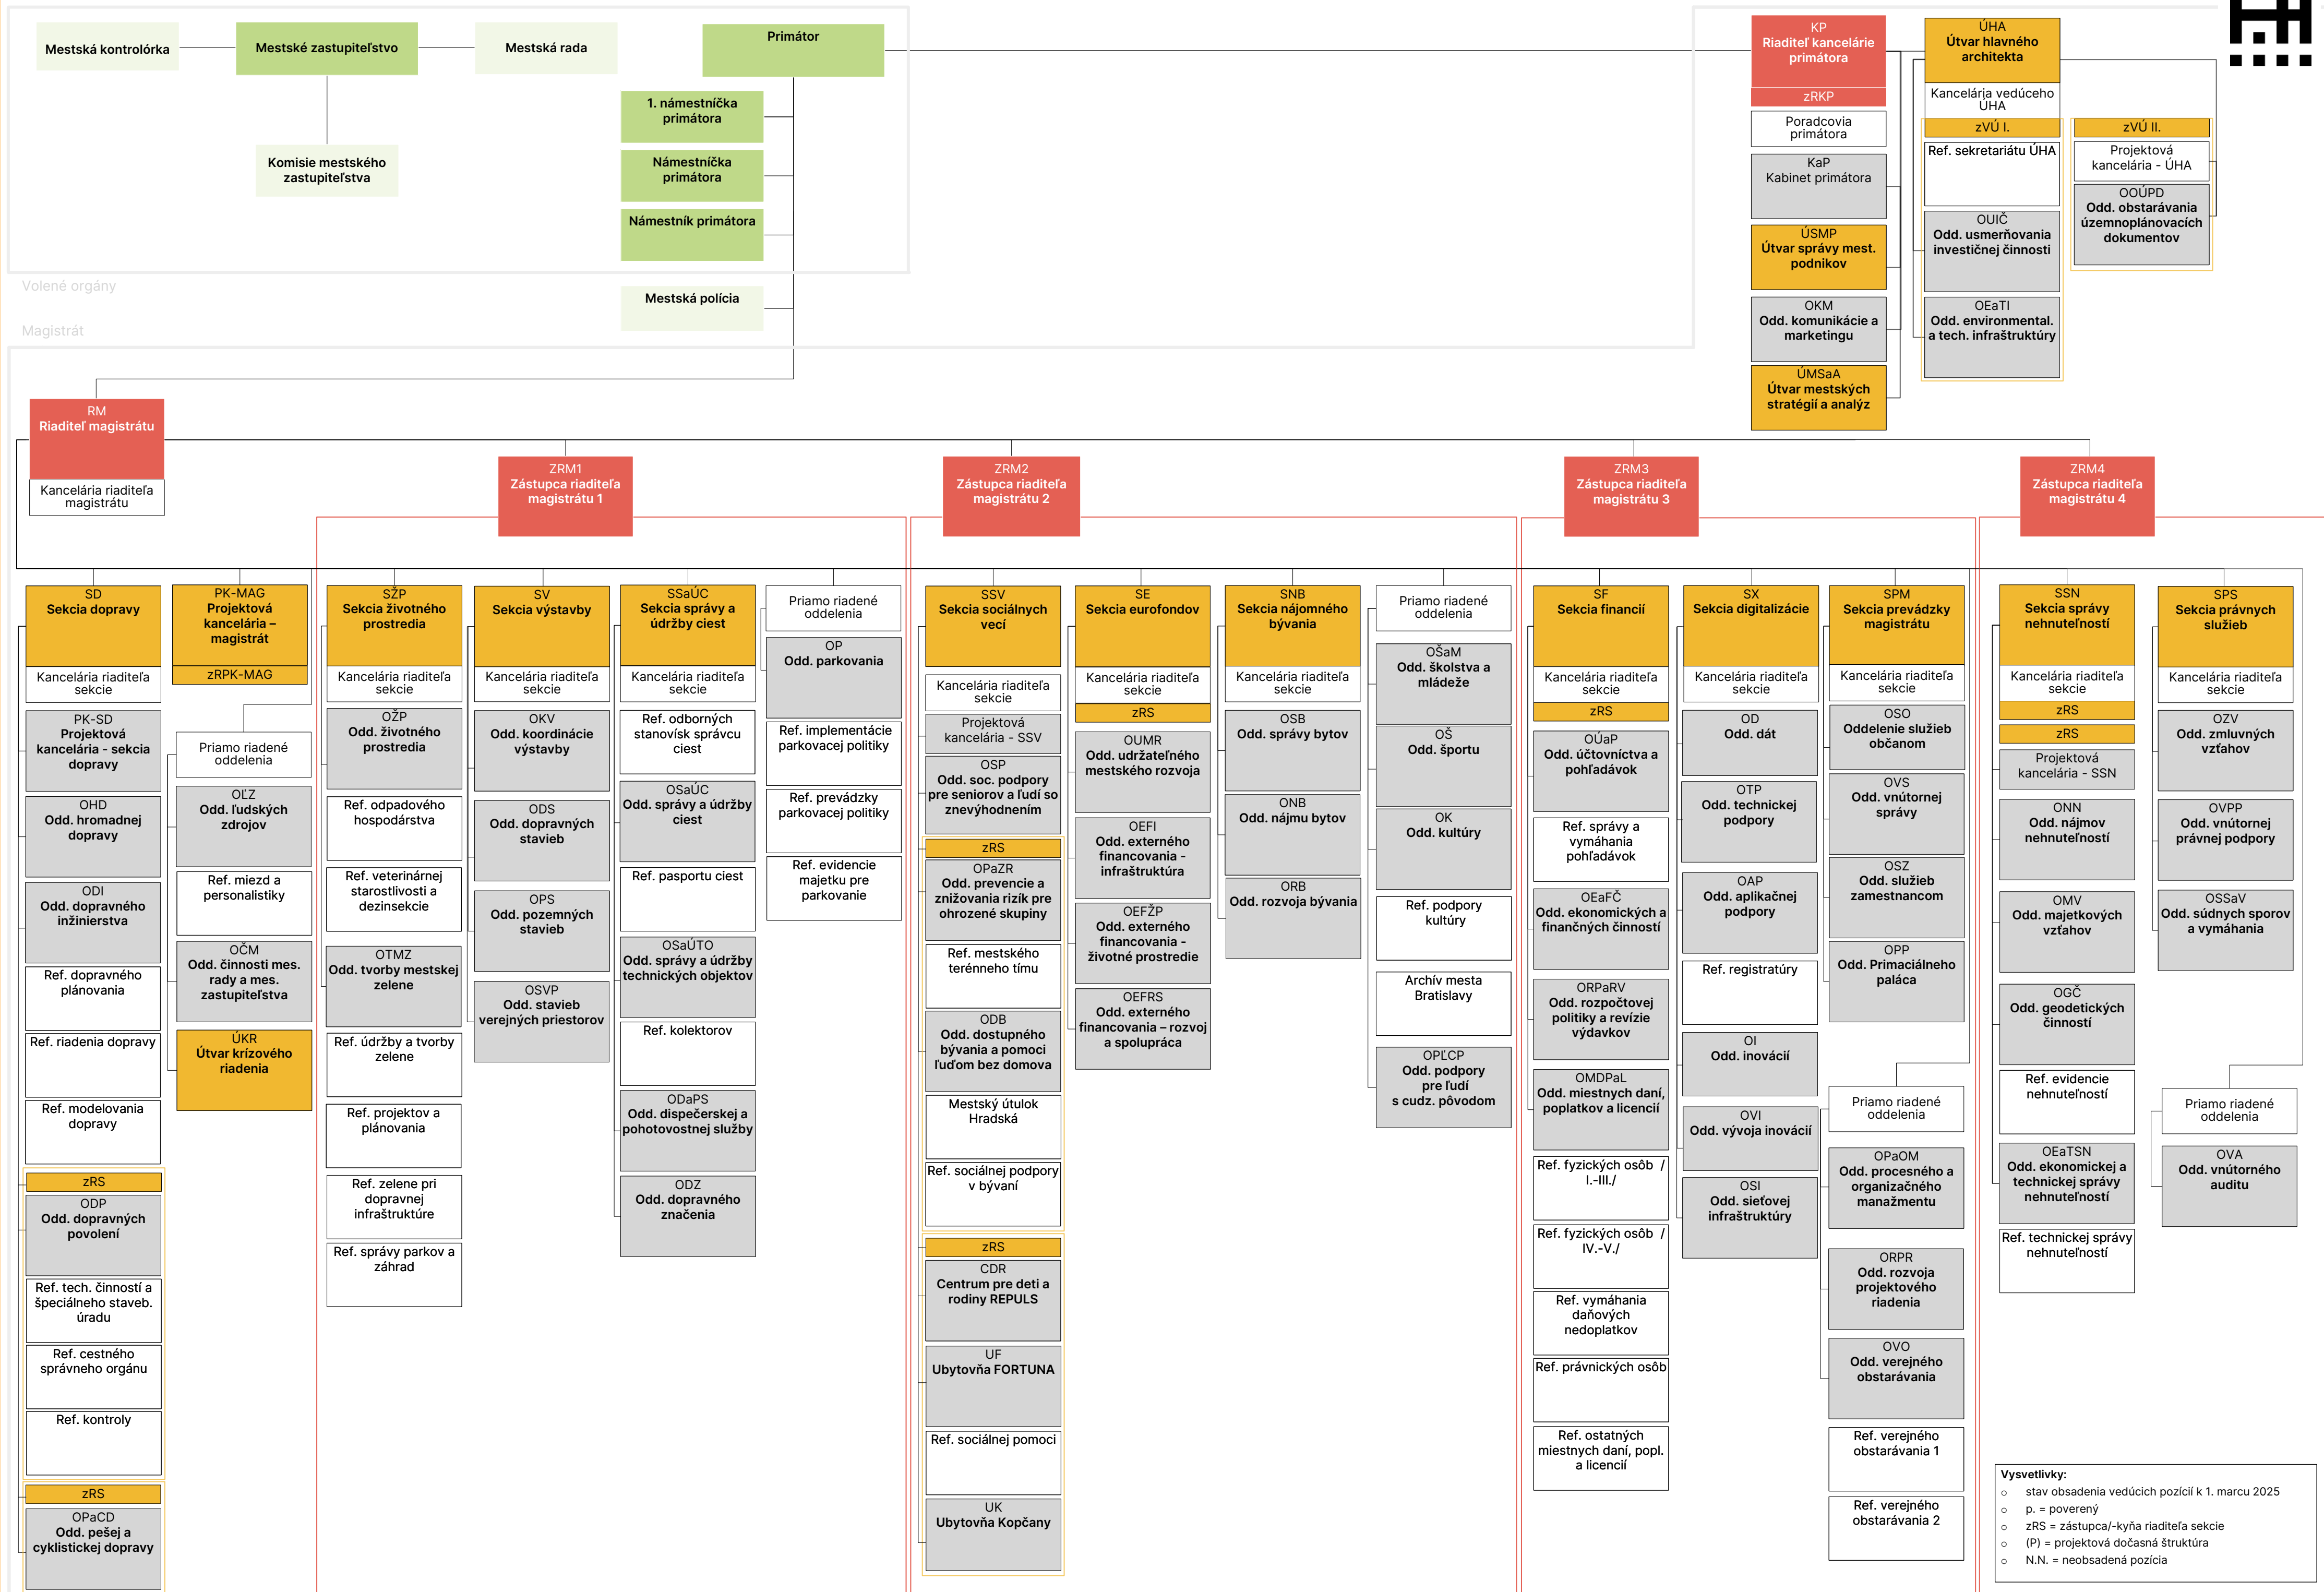 Mestská kontrolórka
Mestské zastupiteľstvo
Mestská rada
Komisie mestského
zastupiteľstva
Primátor
1. námestníčka
primátora
Námestníčka
primátora
Námestník primátora
Mestská polícia
Volené orgány
Magistrát
KP
Riaditeľ kancelárie
primátora
zRKP
Poradcovia
primátora
KaP
Kabinet primátora
ÚSMP
Útvar správy mest.
podnikov
OKM
Odd. komunikácie a
marketingu
ÚMSaA
Útvar mestských
stratégií a analýz
ÚHA
Útvar hlavného
architekta
Kancelária vedúceho
ÚHA
zVÚ I.
Ref. sekretariátu ÚHA
OUIČ
Odd. usmerňovania
investičnej činnosti
OEaTI
Odd. environmental.
a tech. infraštruktúry
zVÚ II.
Projektová
kancelária - ÚHA
OOÚPD
Odd. obstarávania
územnoplánovacích
dokumentov
RM
Riaditeľ magistrátu
Kancelária riaditeľa
magistrátu
ZRM1
Zástupca riaditeľa
magistrátu 1
ZRM2
Zástupca riaditeľa
magistrátu 2
ZRM3
Zástupca riaditeľa
magistrátu 3
ZRM4
Zástupca riaditeľa
magistrátu 4
SD
Sekcia dopravy
Kancelária riaditeľa
sekcie
PK-SD
Projektová
kancelária - sekcia
dopravy
OHD
Odd. hromadnej
dopravy
ODI
Odd. dopravného
inžinierstva
Ref. dopravného
plánovania
Ref. riadenia dopravy
Ref. modelovania
dopravy
zRS
ODP
Odd. dopravných
povolení
Ref. tech. činností a
špeciálneho staveb.
úradu
Ref. cestného
správneho orgánu
Ref. kontroly
zRS
OPaCD
Odd. pešej a
cyklistickej dopravy
PK-MAG
Projektová
kancelária –
magistrát
zRPK-MAG
Priamo riadené
oddelenia
OĽZ
Odd. ľudských
zdrojov
Ref. miezd a
personalistiky
OČM
Odd. činnosti mes.
rady a mes.
zastupiteľstva
ÚKR
Útvar krízového
riadenia
SŽP
Sekcia životného
prostredia
Kancelária riaditeľa
sekcie
OŽP
Odd. životného
prostredia
Ref. odpadového
hospodárstva
Ref. veterinárnej
starostlivosti a
dezinsekcie
OTMZ
Odd. tvorby mestskej
zelene
Ref. údržby a tvorby
zelene
Ref. projektov a
plánovania
Ref. zelene pri
dopravnej
infraštruktúre
Ref. správy parkov a
záhrad
SV
Sekcia výstavby
Kancelária riaditeľa
sekcie
OKV
Odd. koordinácie
výstavby
ODS
Odd. dopravných
stavieb
OPS
Odd. pozemných
stavieb
OSVP
Odd. stavieb
verejných priestorov
SSaÚC
Sekcia správy a
údržby ciest
Kancelária riaditeľa
sekcie
Ref. odborných
stanovísk správcu
ciest
OSaÚC
Odd. správy a údržby
ciest
Ref. pasportu ciest
OSaÚTO
Odd. správy a údržby
technických objektov
Ref. kolektorov
ODaPS
Odd. dispečerskej a
pohotovostnej služby
ODZ
Odd. dopravného
značenia
Priamo riadené
oddelenia
OP
Odd. parkovania
Ref. implementácie
parkovacej politiky
Ref. prevádzky
parkovacej politiky
Ref. evidencie
majetku pre
parkovanie
SSV
Sekcia sociálnych
vecí
Kancelária riaditeľa
sekcie
Projektová
kancelária - SSV
OSP
Odd. soc. podpory
pre seniorov a ľudí so
znevýhodnením
zRS
OPaZR
Odd. prevencie a
znižovania rizík pre
ohrozené skupiny
Ref. mestského
terénneho tímu
ODB
Odd. dostupného
bývania a pomoci
ľuďom bez domova
Mestský útulok
Hradská
Ref. sociálnej podpory
v bývaní
zRS
CDR
Centrum pre deti a
rodiny REPULS
UF
Ubytovňa FORTUNA
Ref. sociálnej pomoci
UK
Ubytovňa Kopčany
SE
Sekcia eurofondov
Kancelária riaditeľa
sekcie
zRS
OUMR
Odd. udržateľného
mestského rozvoja
OEFI
Odd. externého
financovania -
infraštruktúra
OEFŽP
Odd. externého
financovania -
životné prostredie
OEFRS
Odd. externého
financovania – rozvoj
a spolupráca
SNB
Sekcia nájomného
bývania
Kancelária riaditeľa
sekcie
OSB
Odd. správy bytov
ONB
Odd. nájmu bytov
ORB
Odd. rozvoja bývania
Priamo riadené
oddelenia
OŠaM
Odd. školstva a
mládeže
OŠ
Odd. športu
OK
Odd. kultúry
Ref. podpory
kultúry
Archív mesta
Bratislavy
OPĽCP
Odd. podpory
pre ľudí
s cudz. pôvodom
SF
Sekcia financií
Kancelária riaditeľa
sekcie
zRS
OÚaP
Odd. účtovníctva a
pohľadávok
Ref. správy a
vymáhania
pohľadávok
OEaFČ
Odd. ekonomických a
finančných činností
ORPaRV
Odd. rozpočtovej
politiky a revízie
výdavkov
OMDPaL
Odd. miestnych daní,
poplatkov a licencií
Ref. fyzických osôb /
I.-III./
Ref. fyzických osôb /
IV.-V./
Ref. vymáhania
daňových
nedoplatkov
Ref. právnických osôb
Ref. ostatných
miestnych daní, popl.
a licencií
SX
Sekcia digitalizácie
Kancelária riaditeľa
sekcie
OD
Odd. dát
OTP
Odd. technickej
podpory
OAP
Odd. aplikačnej
podpory
Ref. registratúry
OI
Odd. inovácií
OVI
Odd. vývoja inovácií
OSI
Odd. sieťovej
infraštruktúry
SPM
Sekcia prevádzky
magistrátu
Kancelária riaditeľa
sekcie
OSO
Oddelenie služieb
občanom
OVS
Odd. vnútornej
správy
OSZ
Odd. služieb
zamestnancom
OPP
Odd. Primaciálneho
paláca
Priamo riadené
oddelenia
OPaOM
Odd. procesného a
organizačného
manažmentu
ORPR
Odd. rozvoja
projektového
riadenia
OVO
Odd. verejného
obstarávania
Ref. verejného
obstarávania 1
Ref. verejného
obstarávania 2
SSN
Sekcia správy
nehnuteľností
Kancelária riaditeľa
sekcie
zRS
zRS
Projektová
kancelária - SSN
ONN
Odd. nájmov
nehnuteľností
OMV
Odd. majetkových
vzťahov
OGČ
Odd. geodetických
činností
Ref. evidencie
nehnuteľností
OEaTSN
Odd. ekonomickej a
technickej správy
nehnuteľností
Ref. technickej správy
nehnuteľností
SPS
Sekcia právnych
služieb
Kancelária riaditeľa
sekcie
OZV
Odd. zmluvných
vzťahov
OVPP
Odd. vnútornej
právnej podpory
OSSaV
Odd. súdnych sporov
a vymáhania
Priamo riadené
oddelenia
OVA
Odd. vnútorného
auditu
Vysvetlivky:
o stav obsadenia vedúcich pozícií k 1. marcu 2025
o p. = poverený
o zRS = zástupca/-kyňa riaditeľa sekcie
o (P) = projektová dočasná štruktúra
o N.N. = neobsadená pozícia